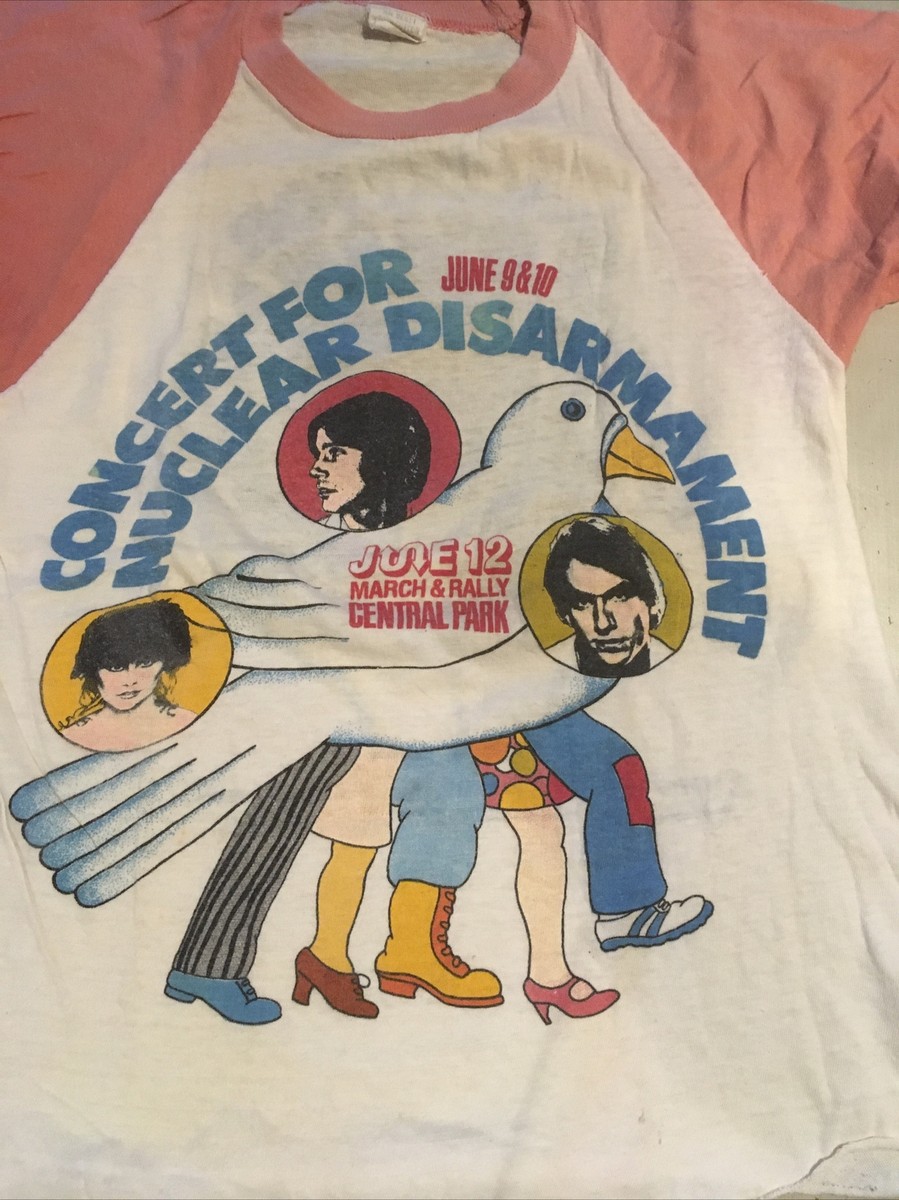 CONCERT FOR
NUCLEAR DISARMAMENT
JUNE 9 & 10
JUNE 12
MARCH & RALLY
CENTRAL PARK